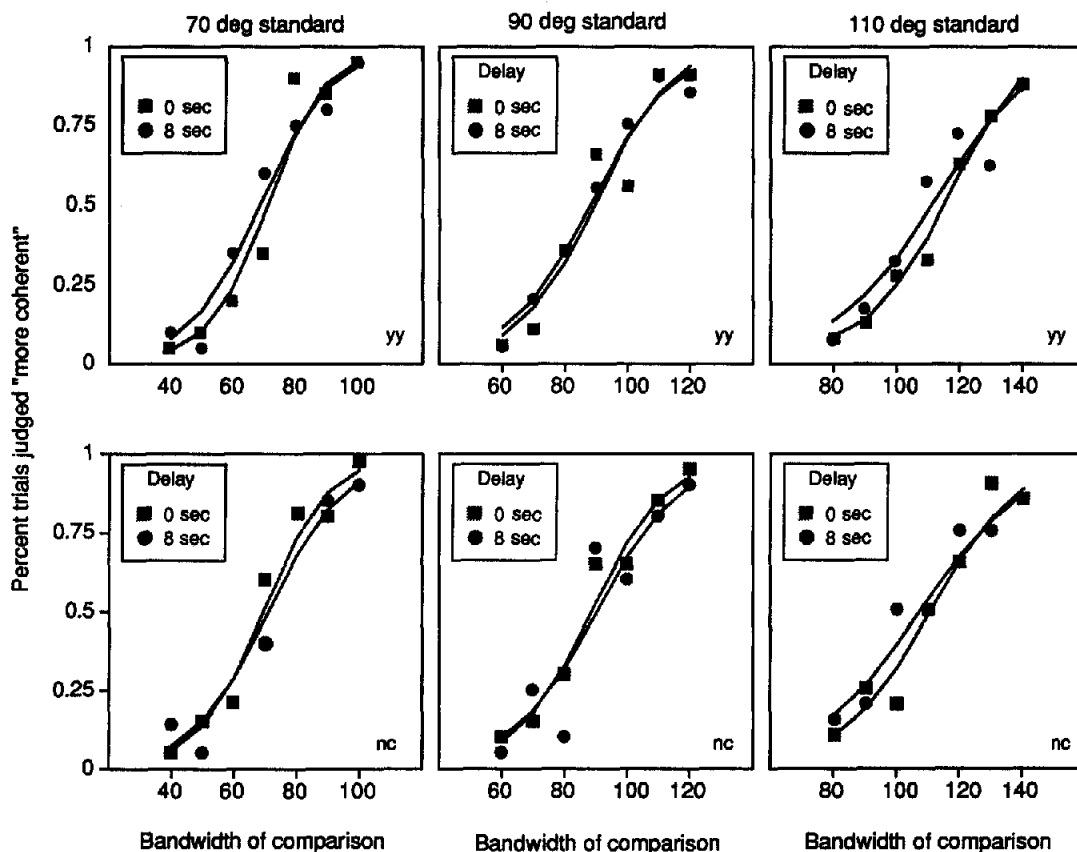 70 deg standard
90 deg standard
110 deg standard
Percent trials judged "more coherent"
1
0.75
0.5
0.25
0
0 sec
8 sec
yy
40 60 80 100
Delay
0 sec
8 sec
yy
60 80 100 120
Delay
0 sec
8 sec
yy
80 100 120 140
1
0.75
0.5
0.25
0
Delay
0 sec
8 sec
nc
40 60 80 100
Bandwidth of comparison
Delay
0 sec
8 sec
60 80 100 120
Bandwidth of comparison
nc
Delay
0 sec
8 sec
nc
80 100 120 140
Bandwidth of comparison